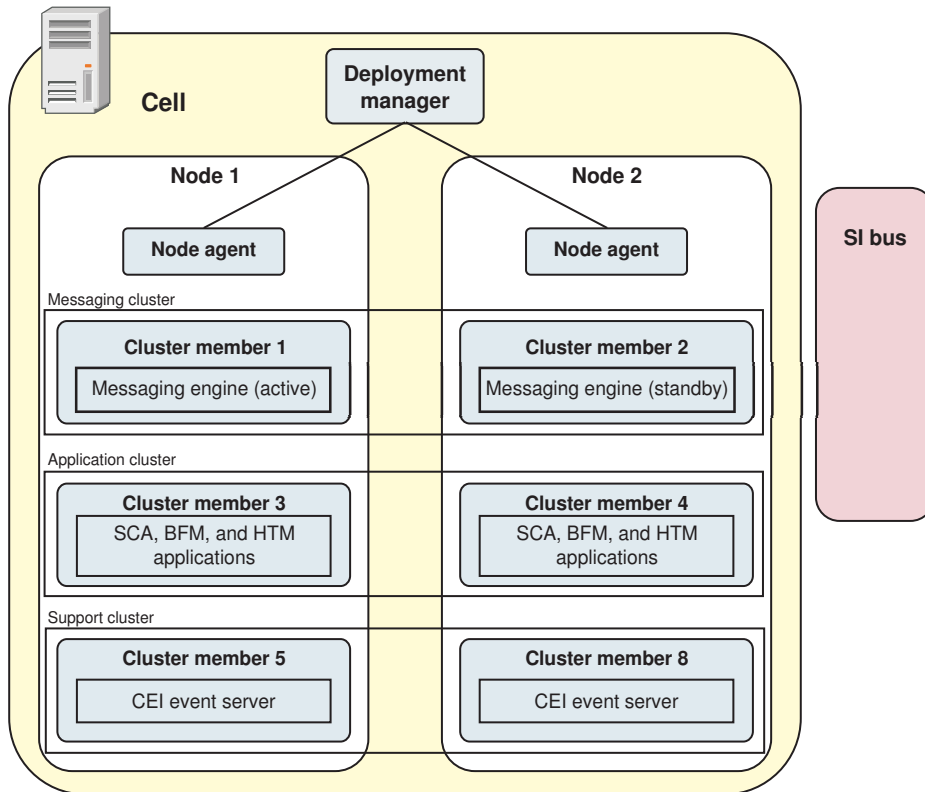 Deployment
manager
Cell
Node 1
Node 2
Node agent
Node agent
SI bus
Messaging cluster
Cluster member 1
Messaging engine (active)
Cluster member 2
Messaging engine (standby)
Application cluster
Cluster member 3
SCA, BFM, and HTM
applications
Cluster member 4
SCA, BFM, and HTM
applications
Support cluster
Cluster member 5
CEI event server
Cluster member 8
CEI event server